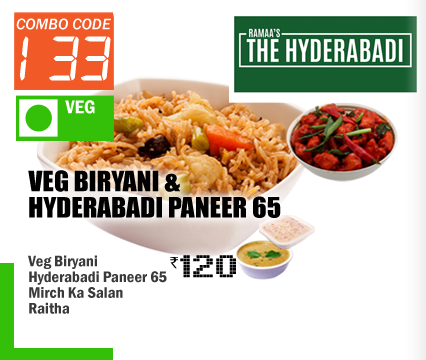 COMBO CODE
133
VEG
RAMAA'S
THE HYDERABADI
VEG BIRYANI &
HYDERABADI PANEER 65
Veg Biryani
Hyderabadi Paneer 65
Mirch Ka Salan
Raitha
₹120